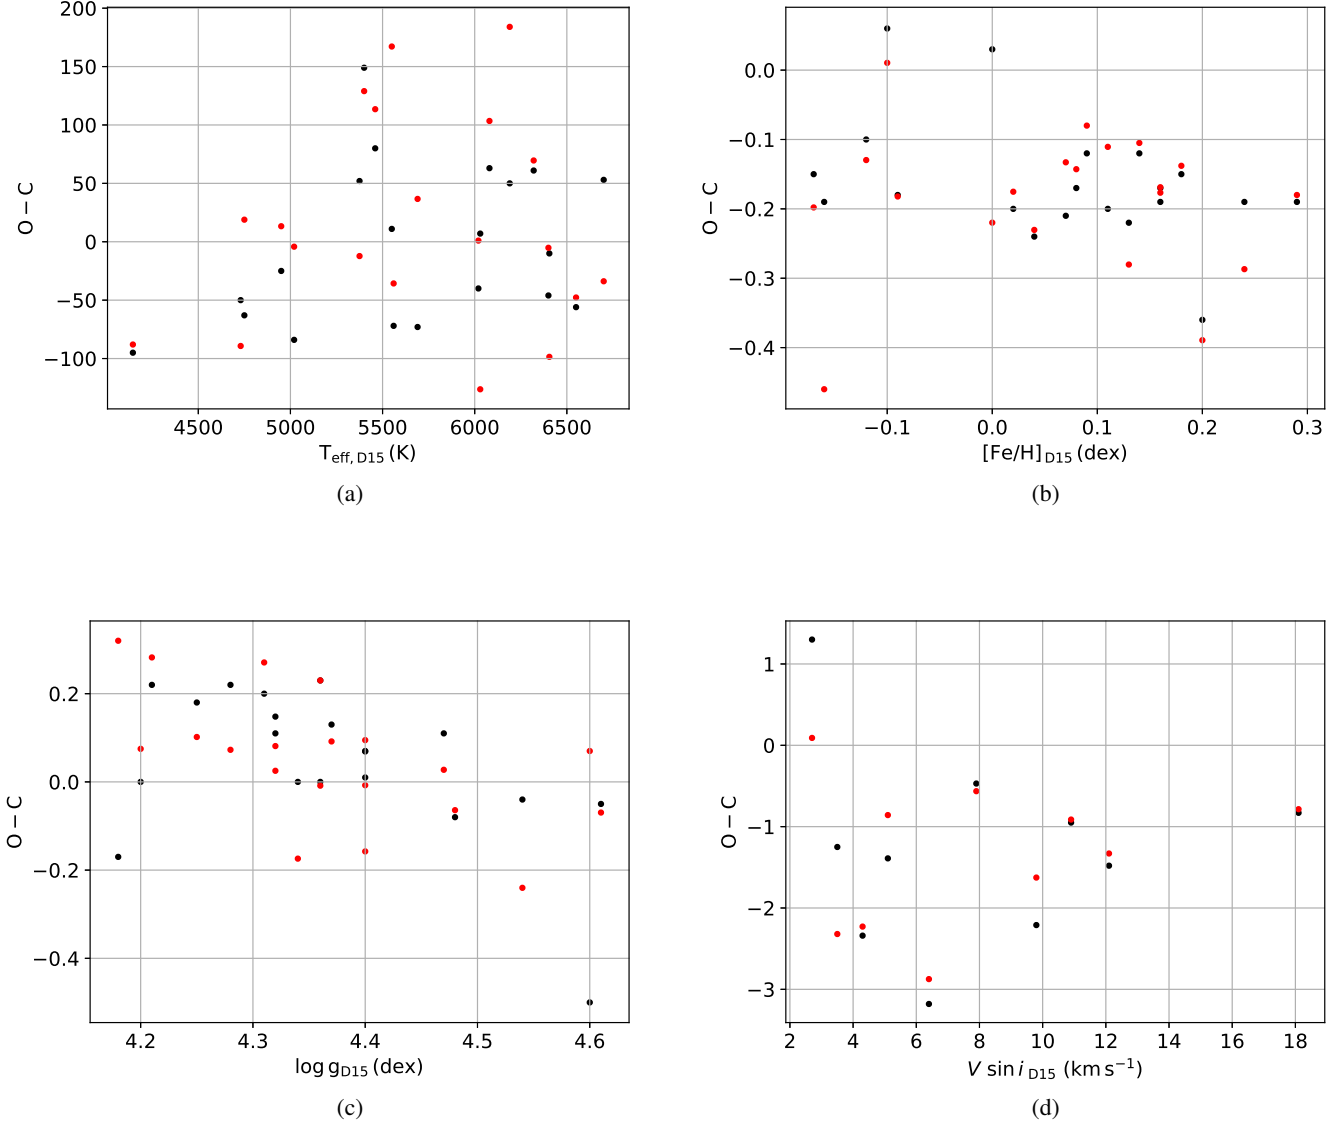 200
150
100
50
0
−50
−100
O − C
4500 5000 5500 6000 6500
T_eff, D15 (K)
(a)
0.0
−0.1
−0.2
−0.3
−0.4
O − C
−0.1 0.0 0.1 0.2 0.3
[Fe/H]_D15 (dex)
(b)
0.2
0.0
−0.2
−0.4
O − C
4.2 4.3 4.4 4.5 4.6
log g_D15 (dex)
(c)
1
0
−1
−2
−3
O − C
2 4 6 8 10 12 14 16 18
V sin i_D15 (km s⁻¹)
(d)